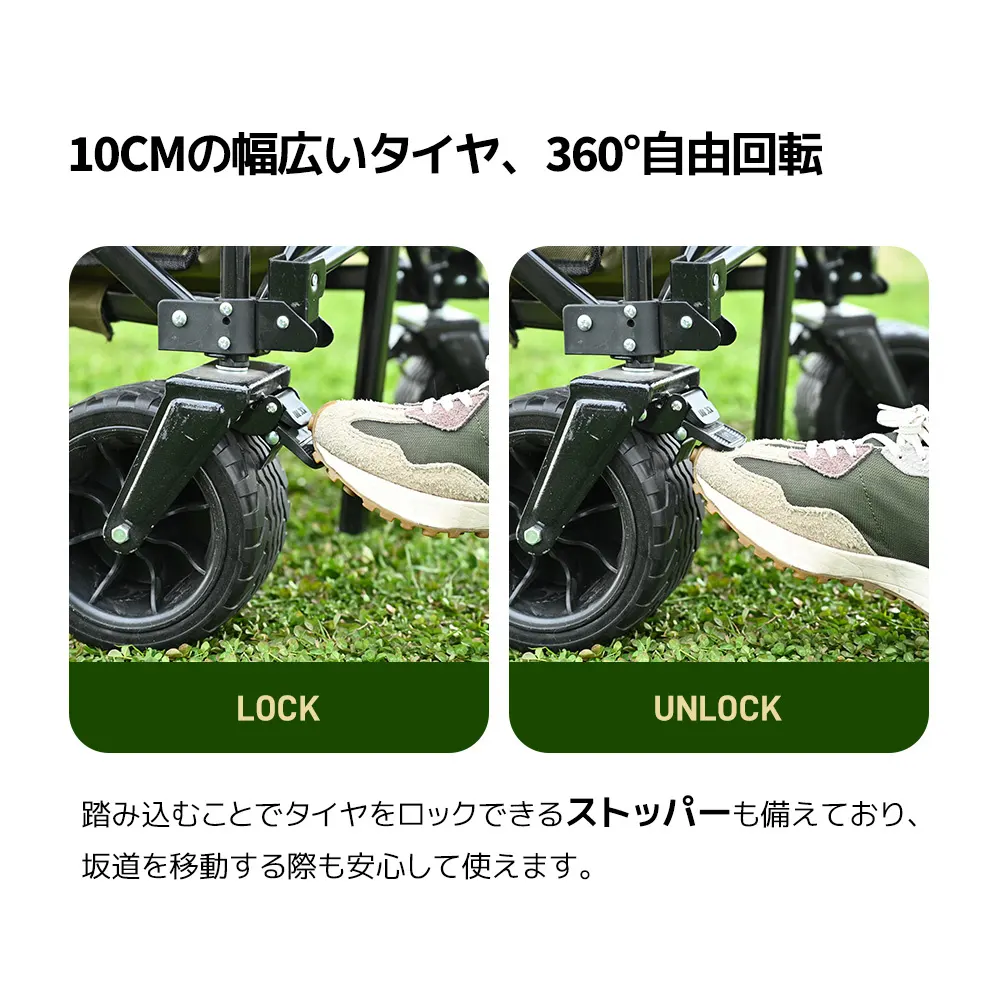 10CMの幅広いタイヤ、360°自由回転
LOCK
UNLOCK
踏み込むことでタイヤをロックできるストッパーも備えており、
坂道を移動する際も安心して使えます。